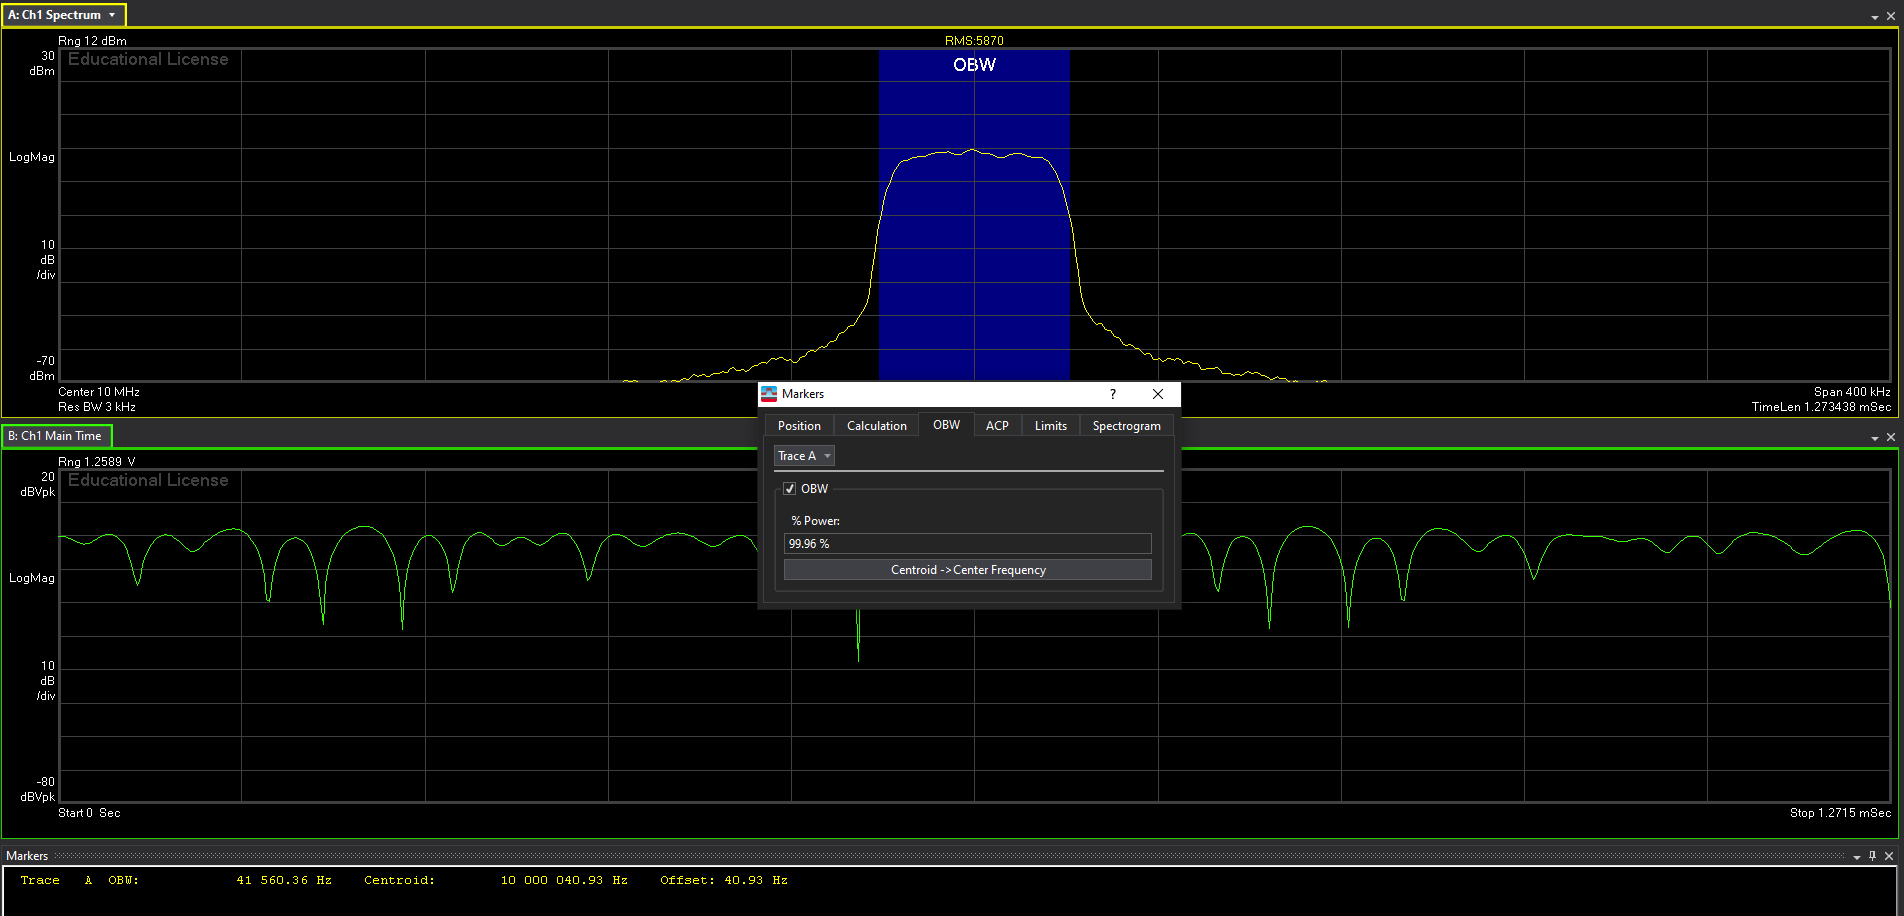 A: Ch1 Spectrum
Rng 12 dBm
RMS:5870
30
dBm
Educational License
OBW
LogMag
10
dB
/div
-70
dBm
Center 10 MHz
Span 400 kHz
Res BW 3 kHz
TimeLen 1.273438 mSec
Markers
?
Position
Calculation
OBW
ACP
Limits
Spectrogram
Trace A
OBW
% Power:
99.96 %
Centroid ->Center Frequency
B: Ch1 Main Time
Rng 1.2589 V
20
dBVpk
Educational License
LogMag
10
dB
/div
-80
dBVpk
Start 0 Sec
Stop 1.2715 mSec
Markers
Trace A OBW: 41 560.36 Hz Centroid: 10 000 040.93 Hz Offset: 40.93 Hz